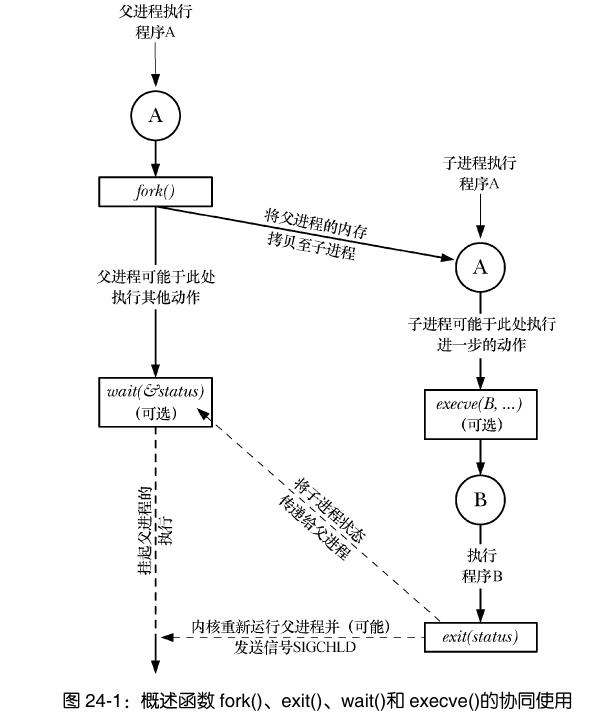 父进程执行
程序A
A
fork()
子进程执行
程序A
将父进程的内存
拷贝至子进程
A
父进程可能于此处
执行其他动作
子进程可能于此处执行
进一步的动作
wait(&status)
(可选)
execve(B, ...)
(可选)
B
将子进程状态
传递给父进程
挂起父进程的
执行
执行
程序B
内核重新运行父进程并（可能）
发送信号SIGCHLD
exit(status)
图 24-1：概述函数 fork()、exit()、wait()和 execve()的协同使用